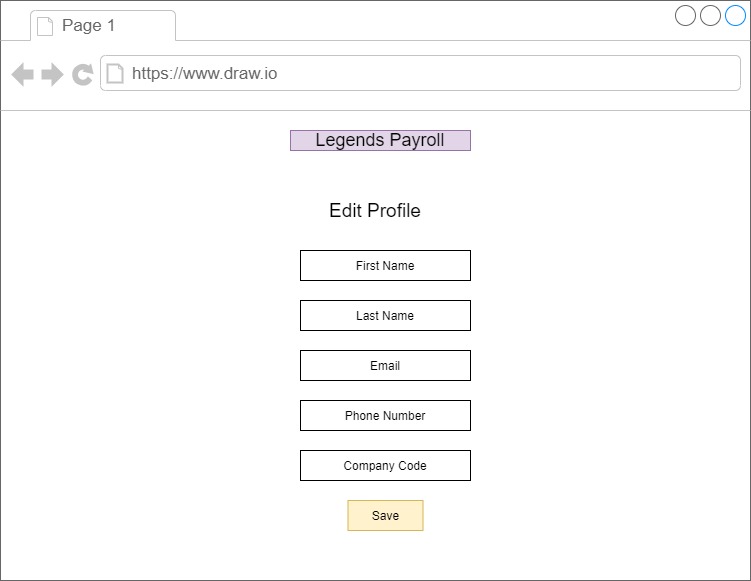 Page 1
https://www.draw.io
Legends Payroll
Edit Profile
First Name
Last Name
Email
Phone Number
Company Code
Save